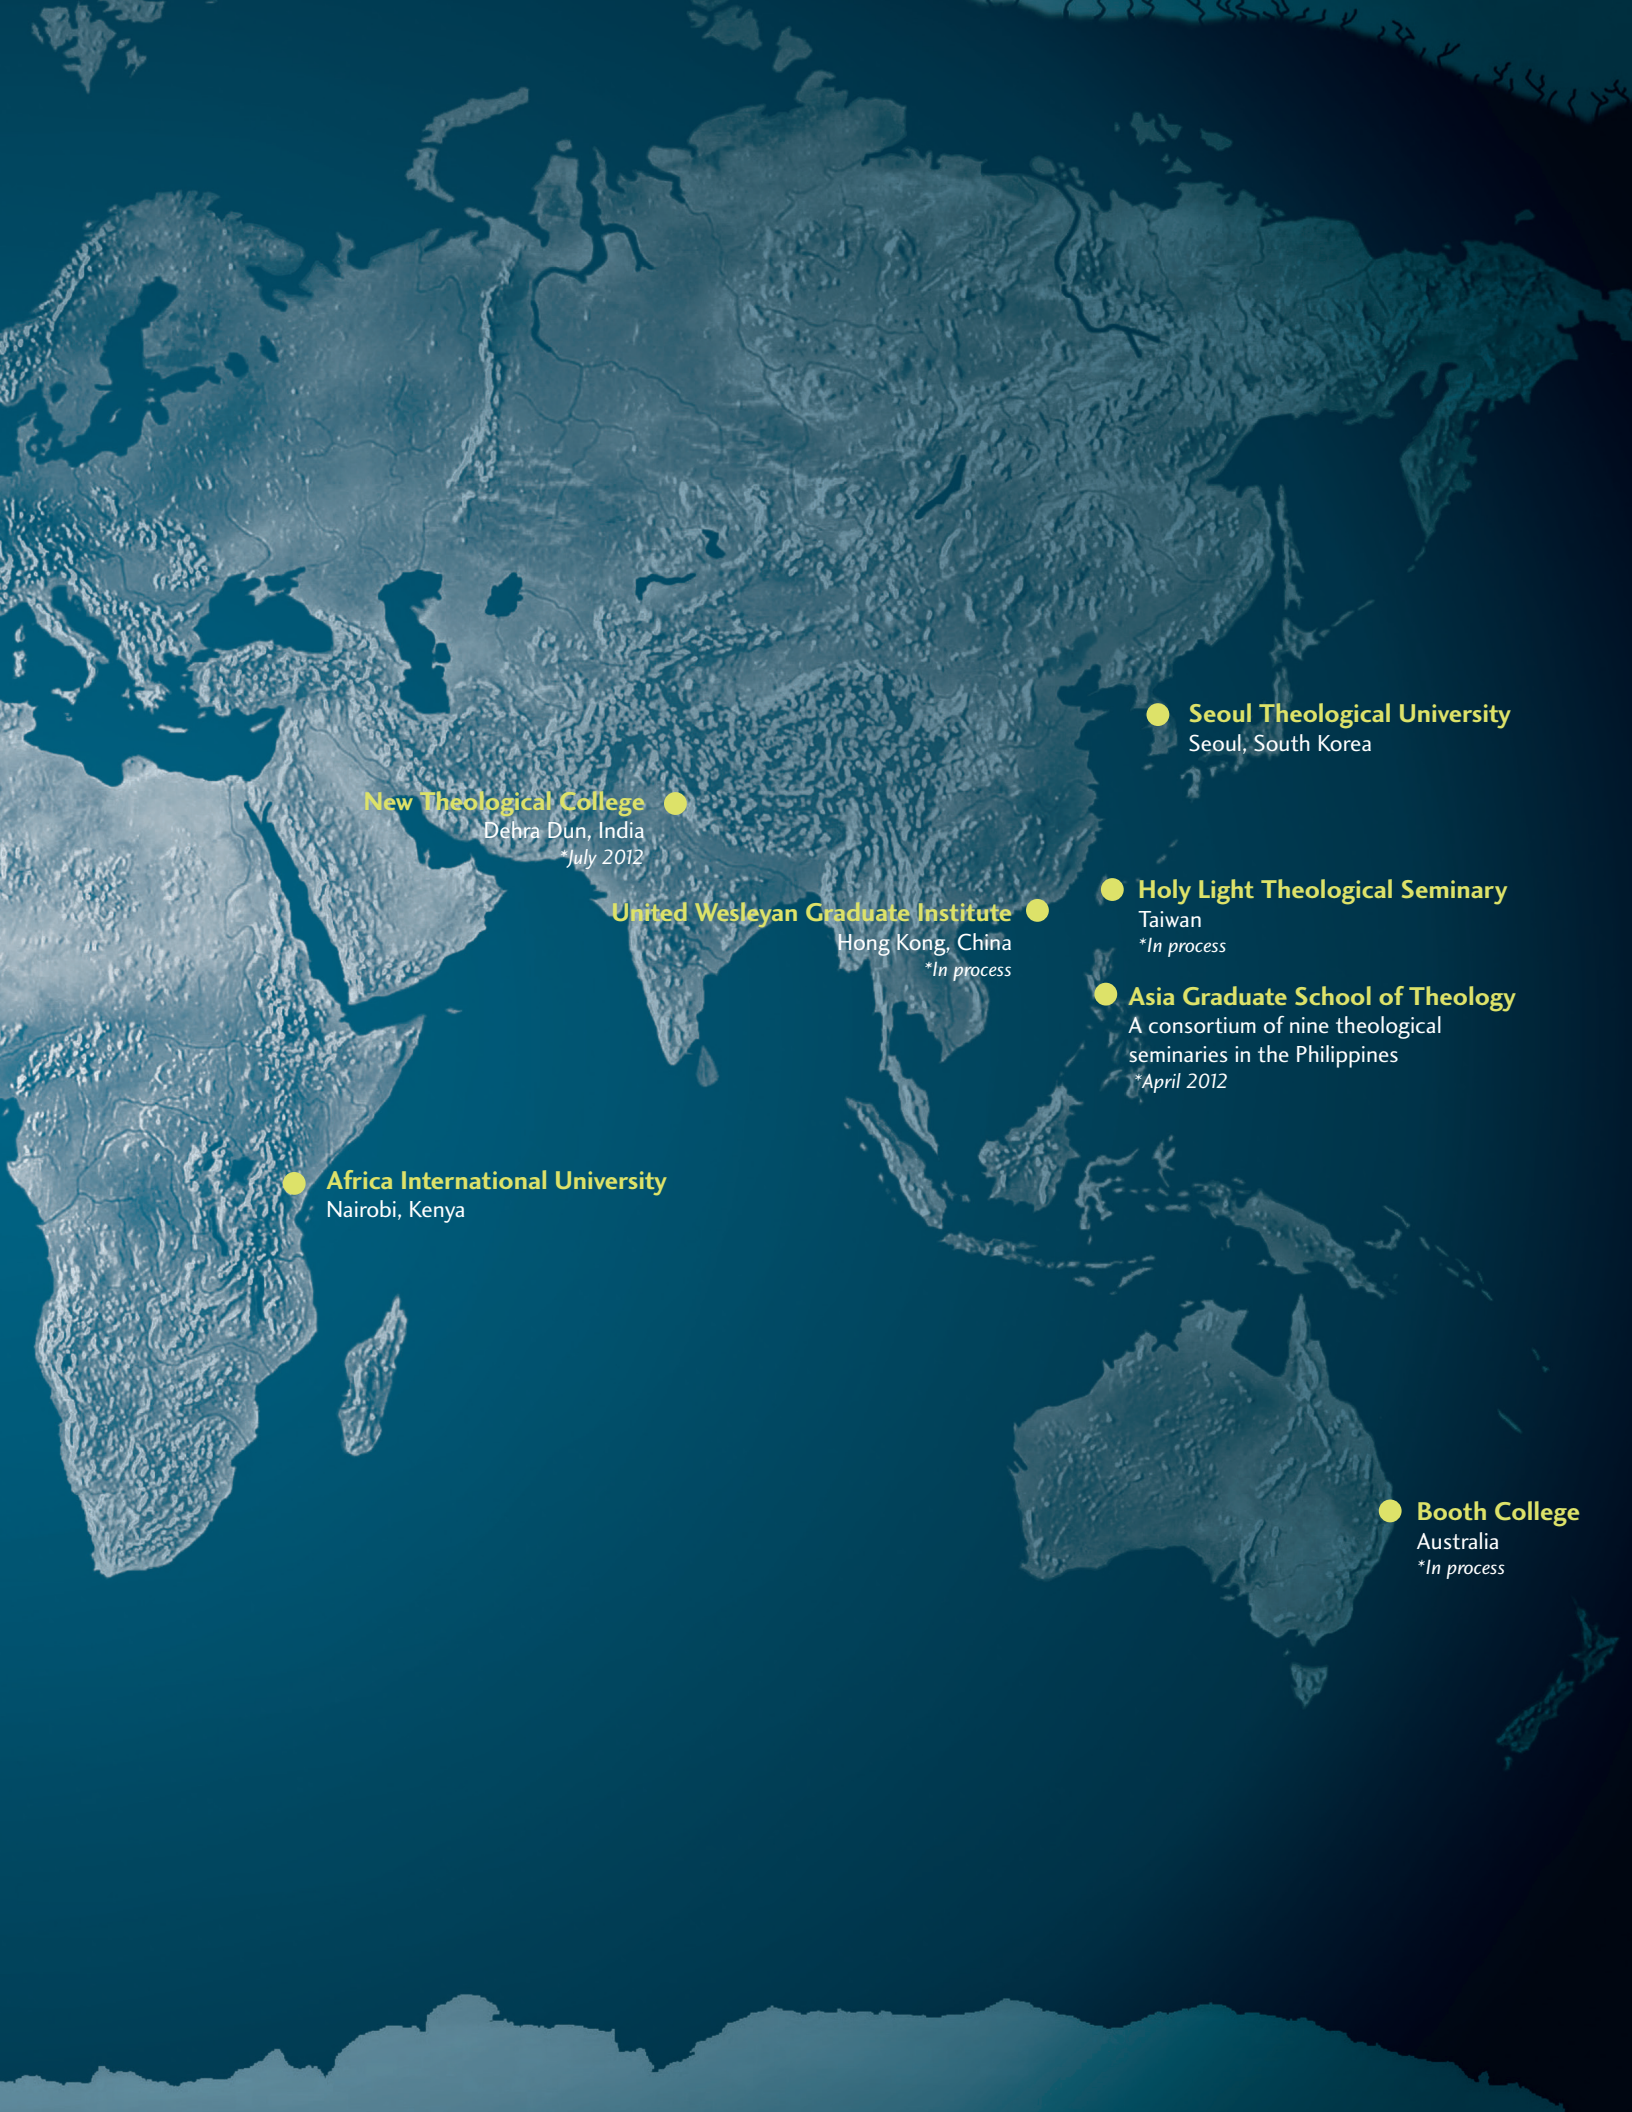 Seoul Theological University
Seoul, South Korea
New Theological College
Dehra Dun, India
*July 2012
Holy Light Theological Seminary
Taiwan
*In process
United Wesleyan Graduate Institute
Hong Kong, China
*In process
Asia Graduate School of Theology
A consortium of nine theological
seminaries in the Philippines
*April 2012
Africa International University
Nairobi, Kenya
Booth College
Australia
*In process